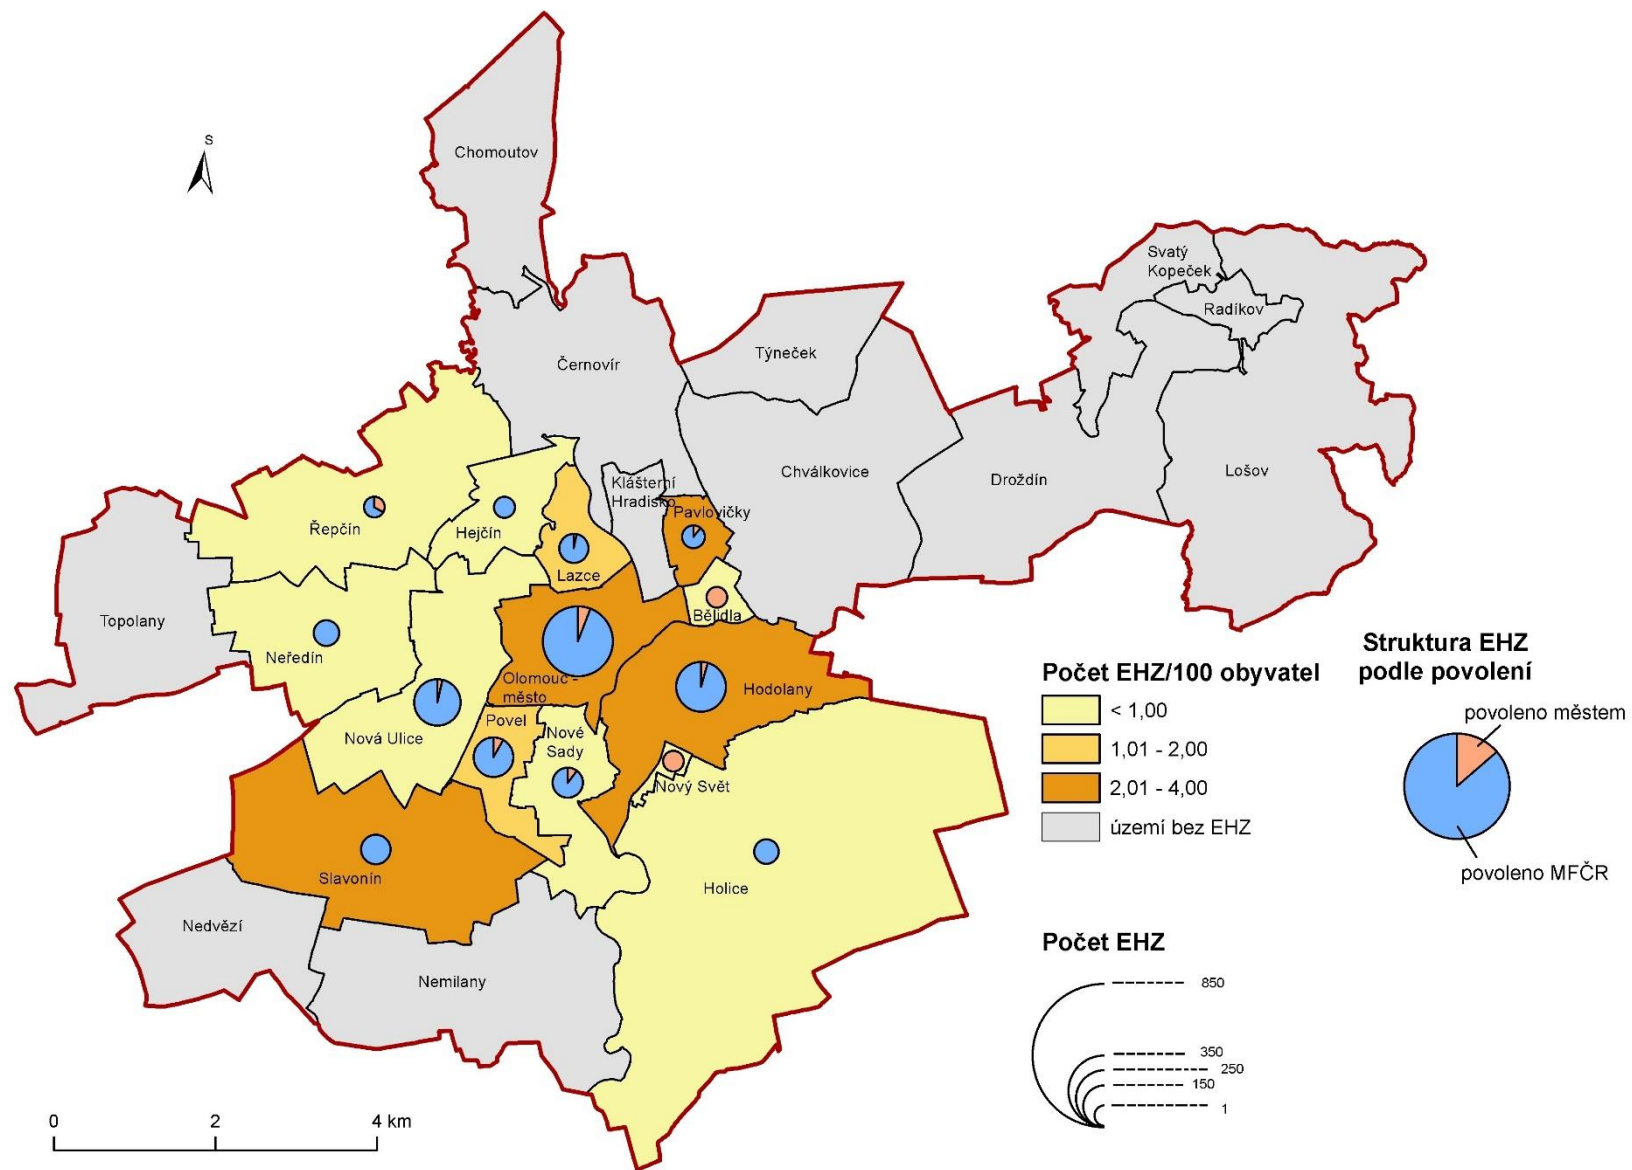 S
Chomoutov
Svatý
Kopeček
Radíkov
Týneček
Černovír
Klášterní
Hradisko
Chválkovice
Droždín
Lošov
Pavlovičky
Řepčín
Hejčín
Lazce
Bělidla
Topolany
Neředín
Olomouc -
město
Hodolany
Nová Ulice
Povel
Nové
Sady
Nový Svět
Slavonín
Holice
Nedvězí
Nemilany
0 2 4 km
Počet EHZ/100 obyvatel
< 1,00
1,01 - 2,00
2,01 - 4,00
území bez EHZ
Struktura EHZ
podle povolení
povoleno městem
povoleno MFČR
Počet EHZ
850
350
250
150
1